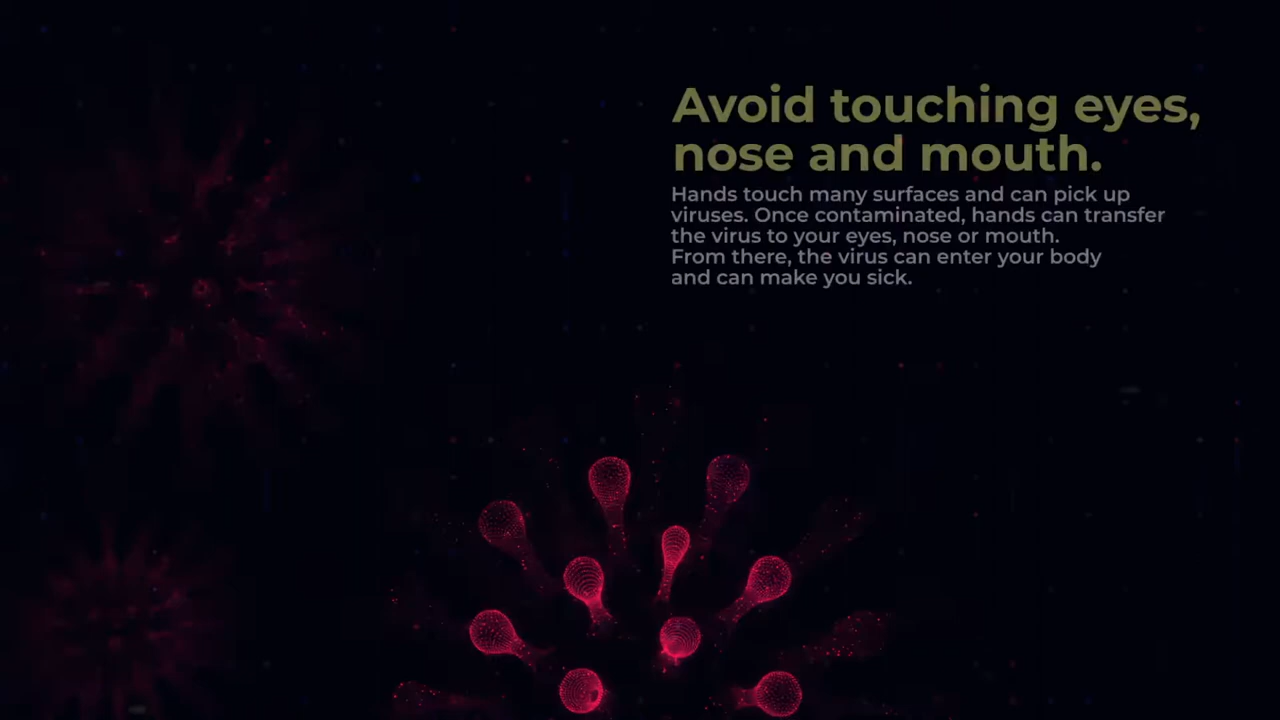 Avoid touching eyes,
nose and mouth.
Hands touch many surfaces and can pick up
viruses. Once contaminated, hands can transfer
the virus to your eyes, nose or mouth.
From there, the virus can enter your body
and can make you sick.